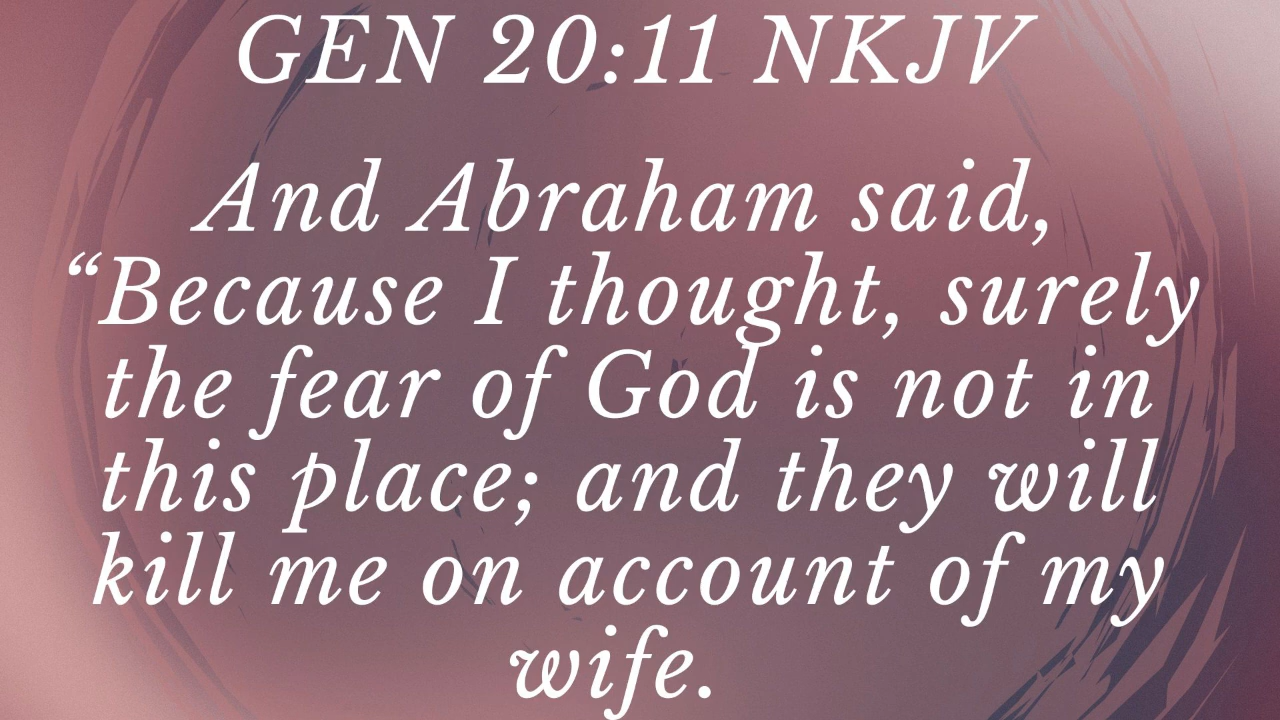 GEN 20:11 NKJV
And Abraham said,
“Because I thought, surely
the fear of God is not in
this place; and they will
kill me on account of my
wife.